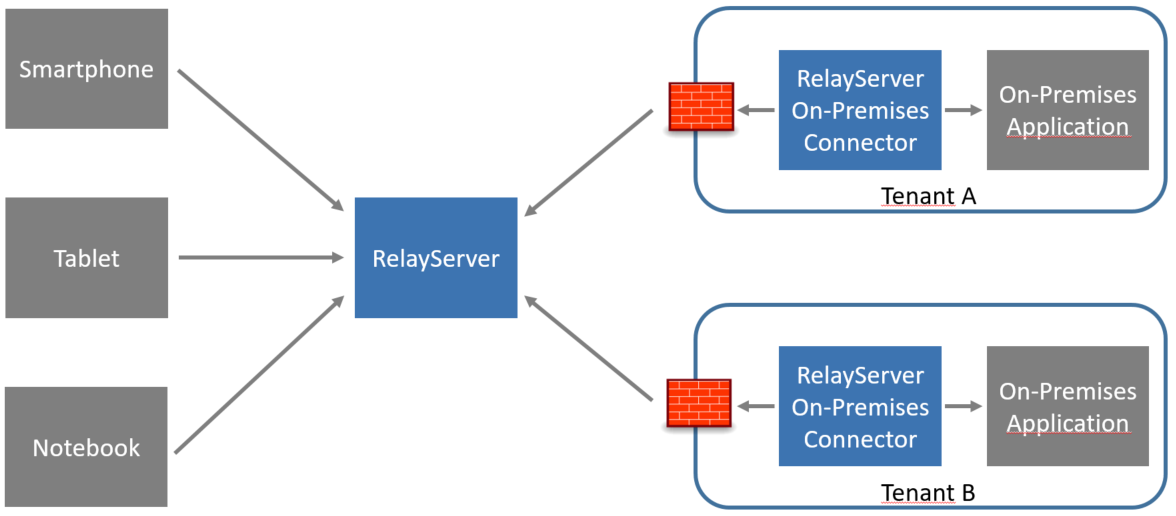 Smartphone
Tablet
Notebook
RelayServer
RelayServer
On-Premises
Connector
On-Premises
Application
Tenant A
RelayServer
On-Premises
Connector
On-Premises
Application
Tenant B